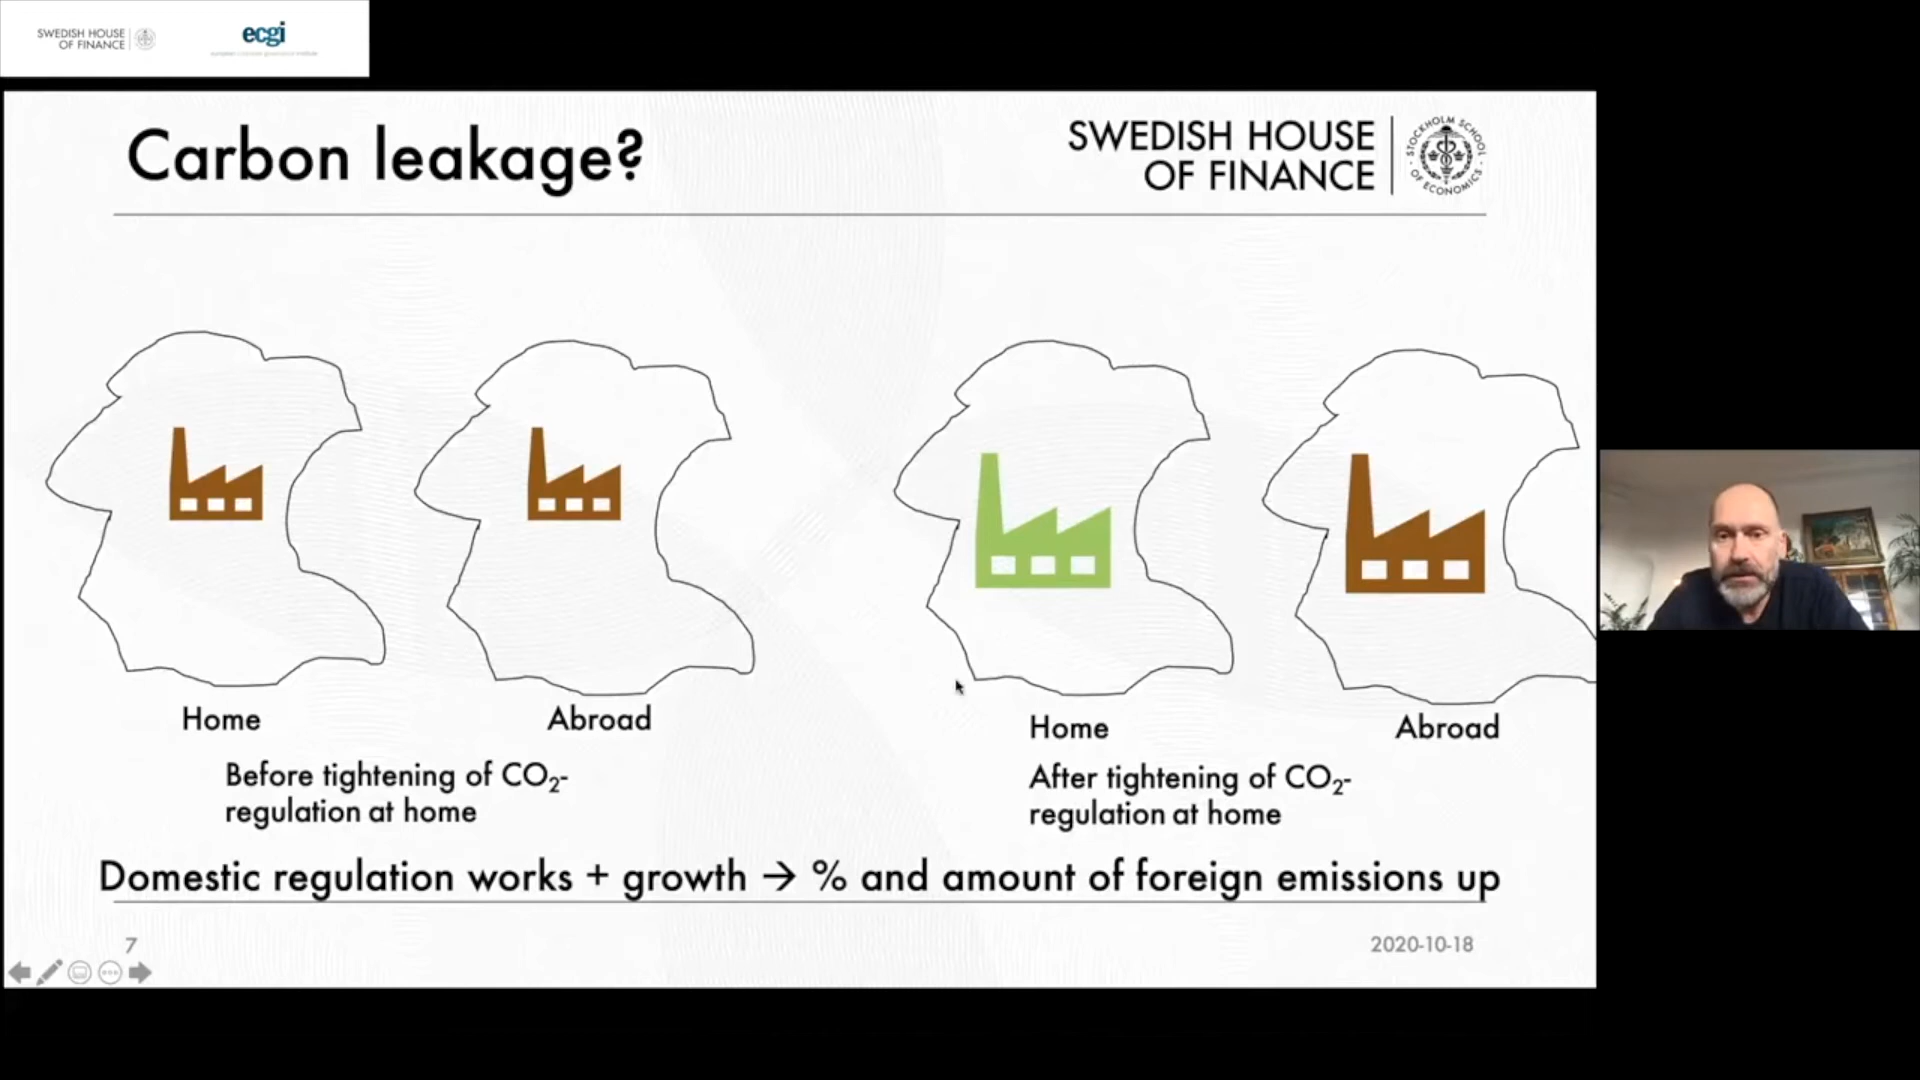 SWEDISH HOUSE
OF FINANCE
ecgi
Carbon leakage?
SWEDISH HOUSE
OF FINANCE
STOCKHOLM SCHOOL
OF ECONOMICS
Home
Abroad
Home
Abroad
Before tightening of CO₂-
regulation at home
After tightening of CO₂-
regulation at home
Domestic regulation works + growth → % and amount of foreign emissions up
7
2020-10-18